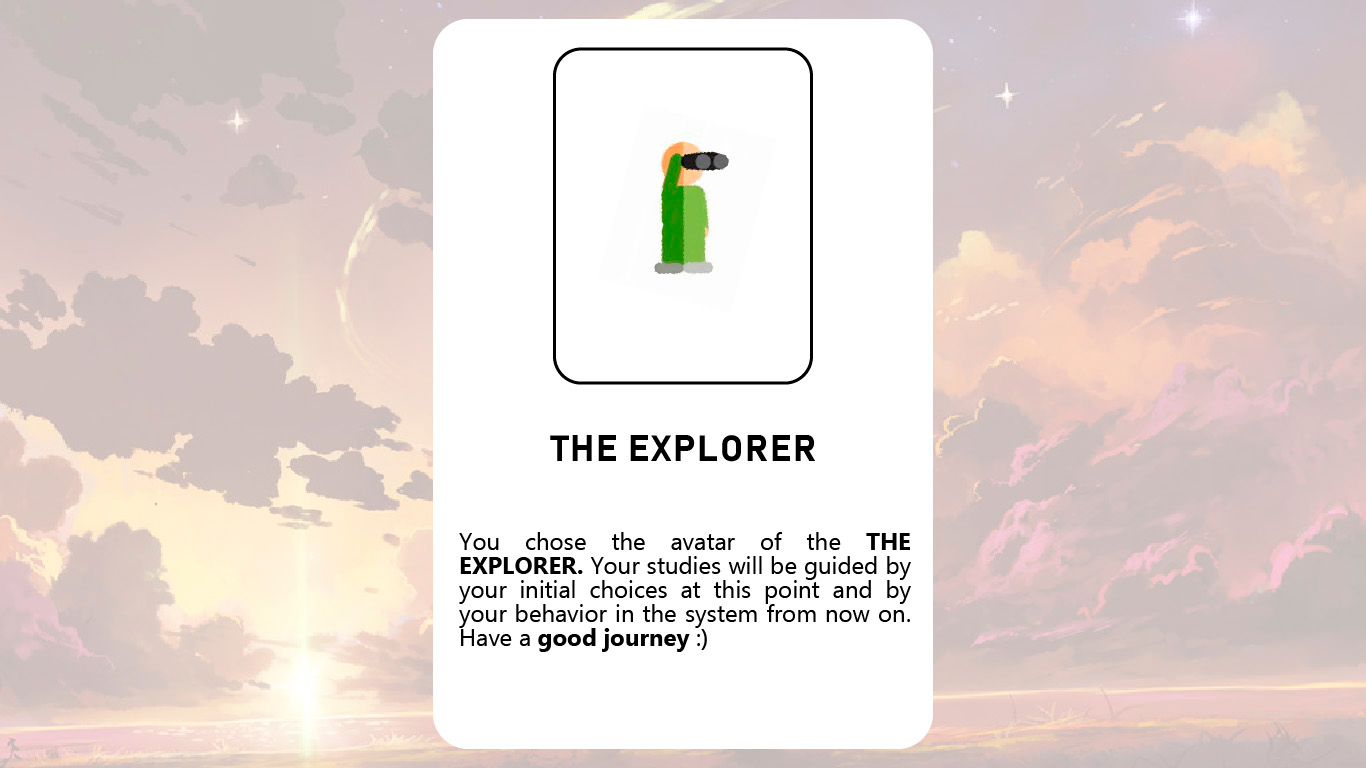 THE EXPLORER
You chose the avatar of the THE
EXPLORER. Your studies will be guided by
your initial choices at this point and by
your behavior in the system from now on.
Have a good journey :)